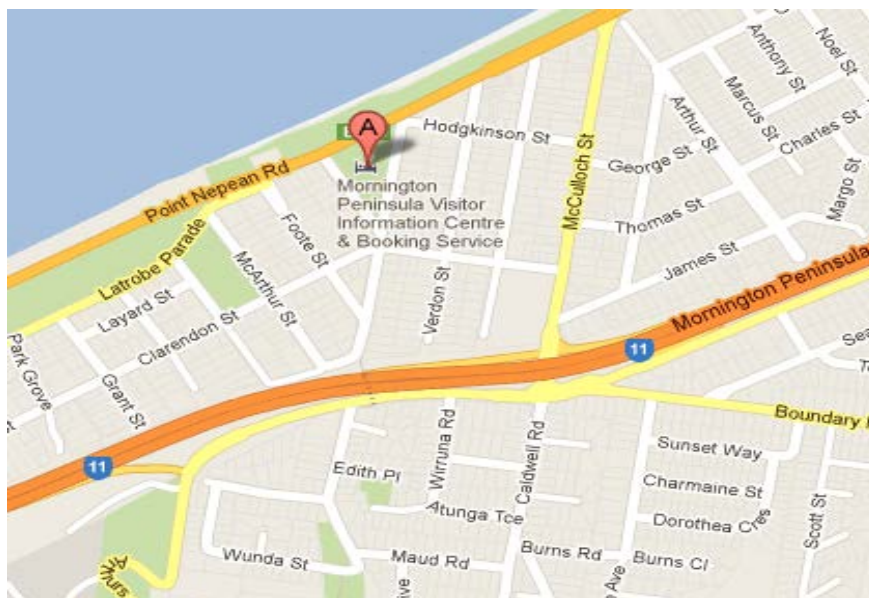 Noel St
Anthony St
Marcus St
Charles St
Arthur St
Hodgkinson St
George St
McCulloch St
A
Mornington
Peninsula Visitor
Information Centre
& Booking Service
Point Nepean Rd
Thomas St
Margo St
Foote St
Latrobe Parade
McArthur St
James St
Layard St
Verdon St
Mornington Peninsula
Clarendon St
11
Park Grove
Grant St
Boundary
11
Wirruna Rd
Caldwell Rd
Sunset Way
Edith Pl
Charmaine St
Atunga Tce
Dorothea Cres
Scott St
Wunda St
Maud Rd
Burns Rd
Burns Cl
Ave
Ave